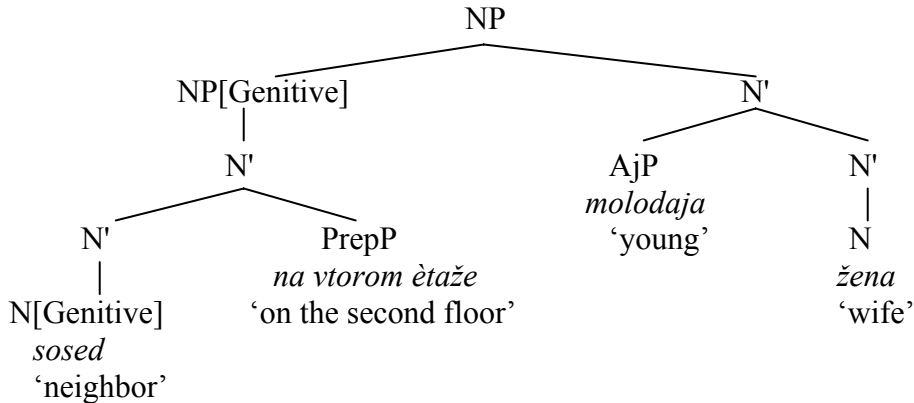 NP
NP[Genitive] N'
N' AjP N'
molodaja
'young'
N' PrepP N
na vtorom ètaže žena
N[Genitive] 'on the second floor' 'wife'
sosed
'neighbor'